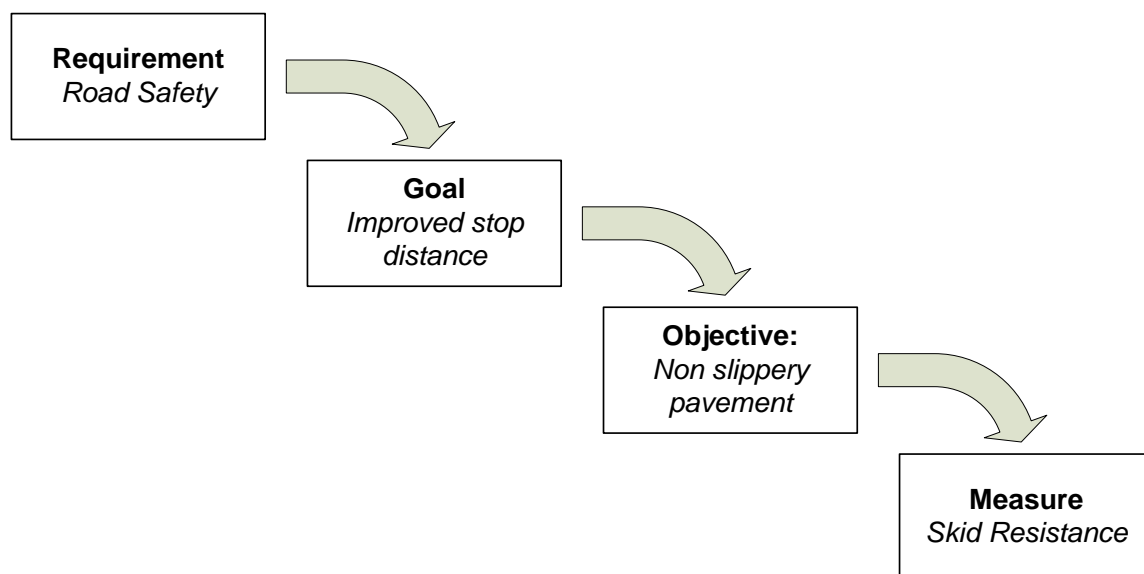 Requirement
Road Safety
Goal
Improved stop
distance
Objective:
Non slippery
pavement
Measure
Skid Resistance